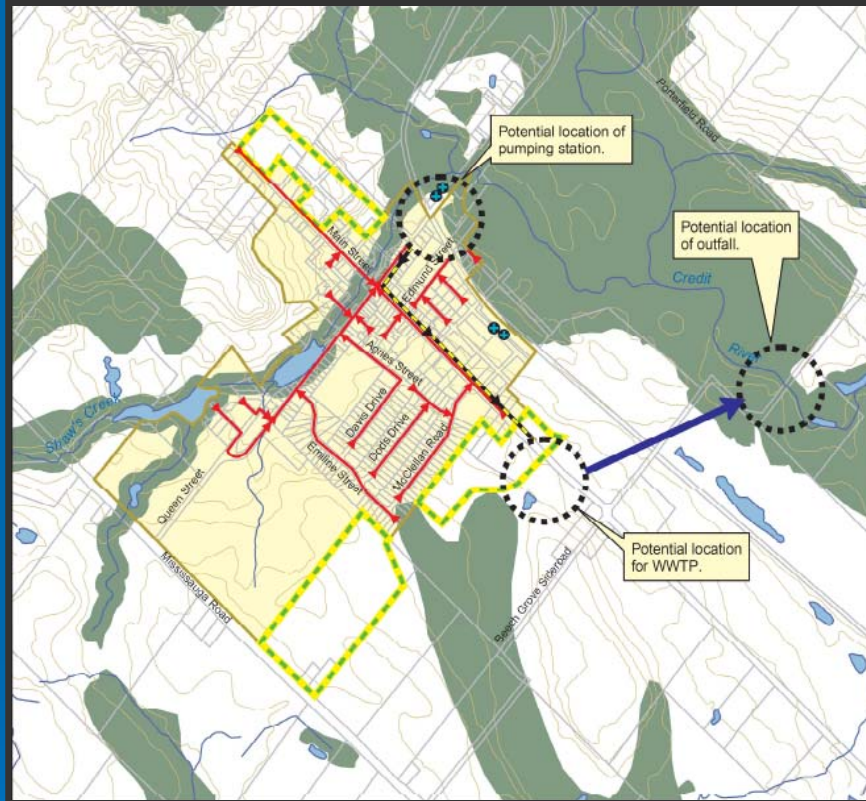 Porterfield Road
Potential location of
pumping station.
Potential location
of outfall.
Main Street
Edmund Street
Credit
River
Agnes Street
Shaw's Creek
Davis Drive
Dods Drive
McClellan Road
Emiline Street
Queen Street
Mississauga Road
Beech Grove Sideroad
Potential location
for WWTP.